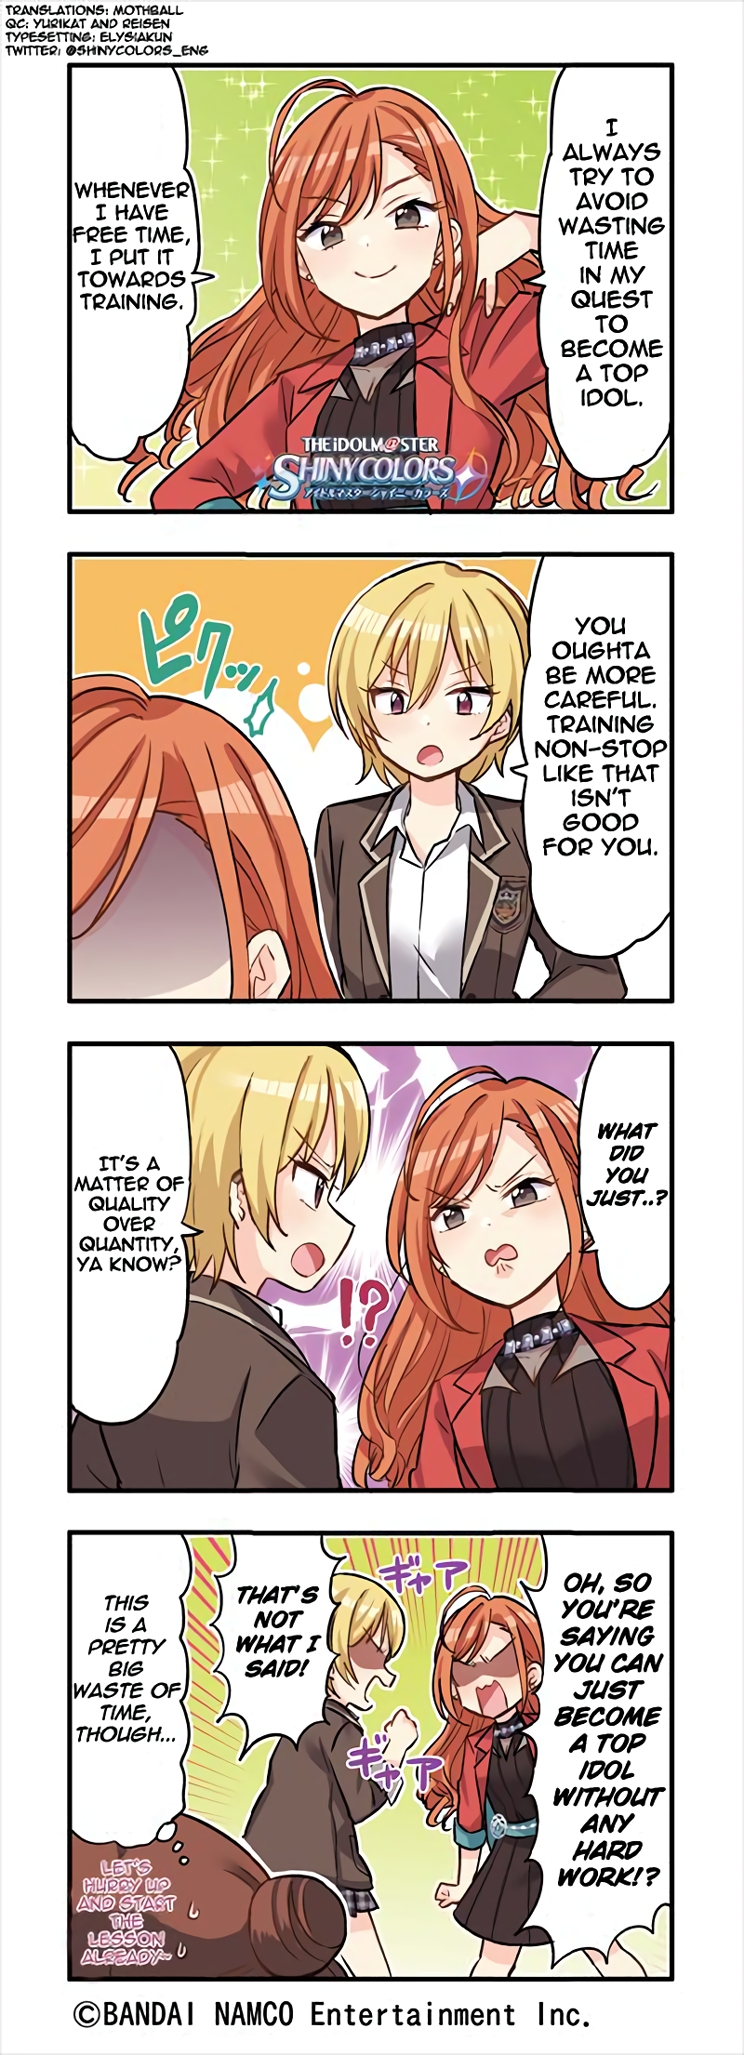 TRANSLATIONS: MOTHBALL
QC: YURIKAT AND REISEN
TYPESETTING: ELYSIAKUN
TWITTER: @SHINYCOLORS_ENG
I
ALWAYS
TRY TO
AVOID
WASTING
TIME
IN MY
QUEST
TO
BECOME
A TOP
IDOL.
WHENEVER
I HAVE
FREE TIME,
I PUT IT
TOWARDS
TRAINING.
THE iDOLM@STER
SHINYCOLORS
アイドルマスター シャイニーカラーズ
YOU
OUGHTA
BE MORE
CAREFUL.
TRAINING
NON-STOP
LIKE THAT
ISN'T
GOOD
FOR YOU.
ピクッ
WHAT
DID
YOU
JUST..?
IT'S A
MATTER OF
QUALITY
OVER
QUANTITY,
YA KNOW?
!?
OH, SO
YOU'RE
SAYING
YOU CAN
JUST
BECOME
A TOP
IDOL
WITHOUT
ANY
HARD
WORK!?
ギャア
THAT'S
NOT
WHAT I
SAID!
ギャア
THIS
IS A
PRETTY
BIG
WASTE OF
TIME,
THOUGH...
LET'S
HURRY UP
AND START
THE
LESSON
ALREADY~
©BANDAI NAMCO Entertainment Inc.